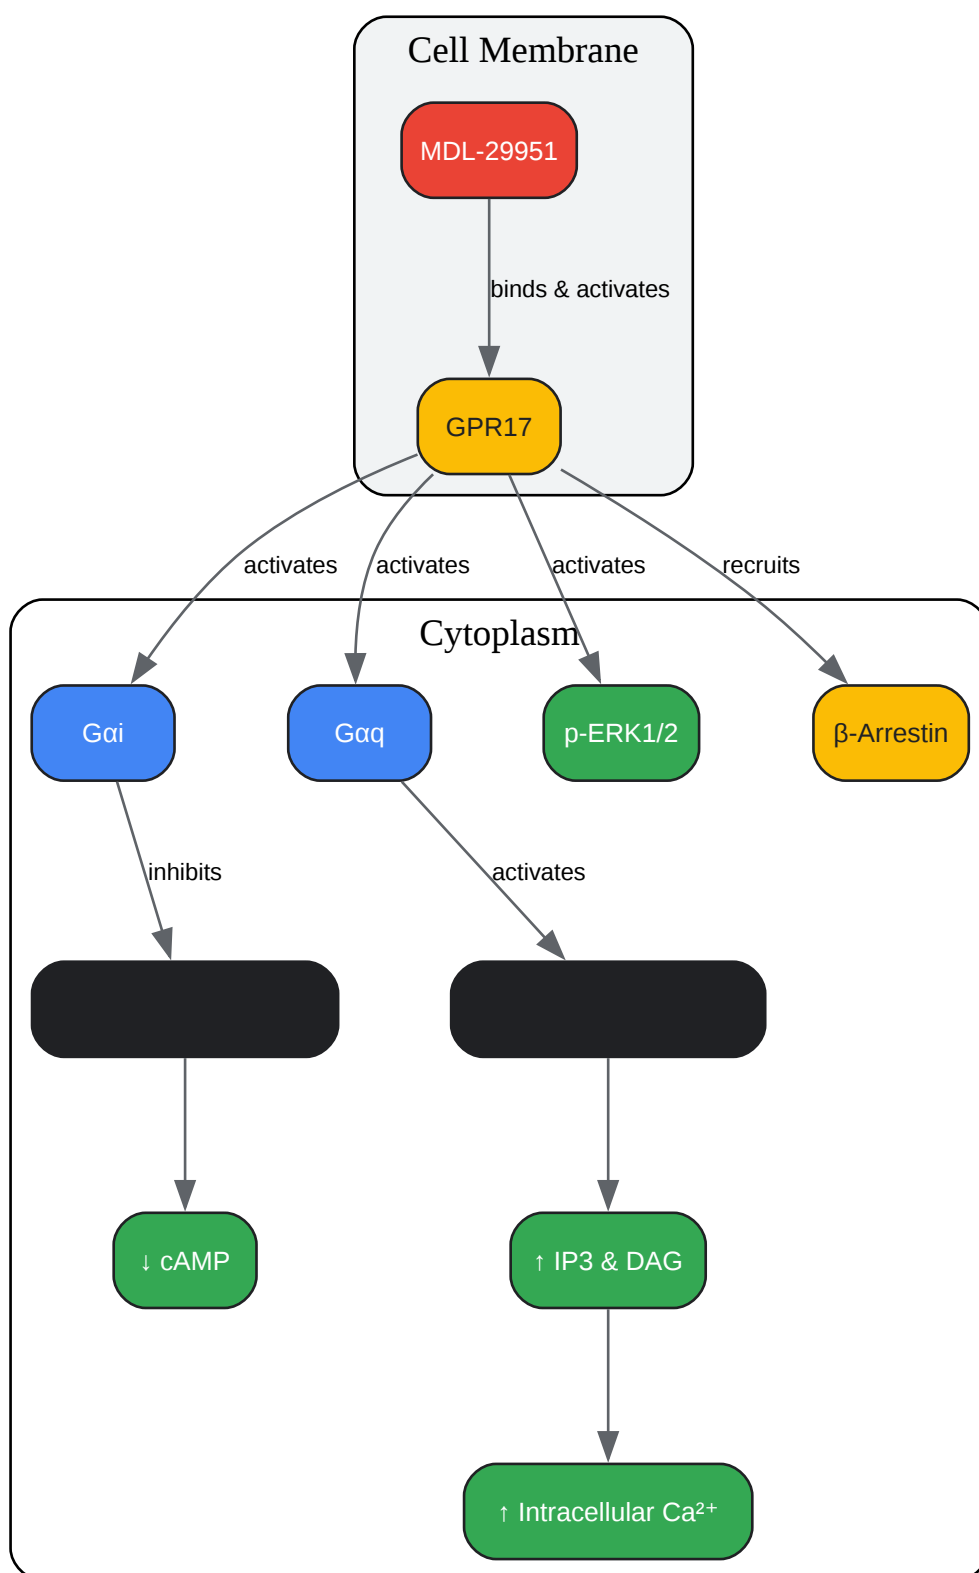 Cell Membrane
MDL-29951
binds & activates
GPR17
activates
activates
activates
recruits
Cytoplasm
Gαi
Gαq
p-ERK1/2
β-Arrestin
inhibits
activates
↓ cAMP
↑ IP3 & DAG
↑ Intracellular Ca²⁺